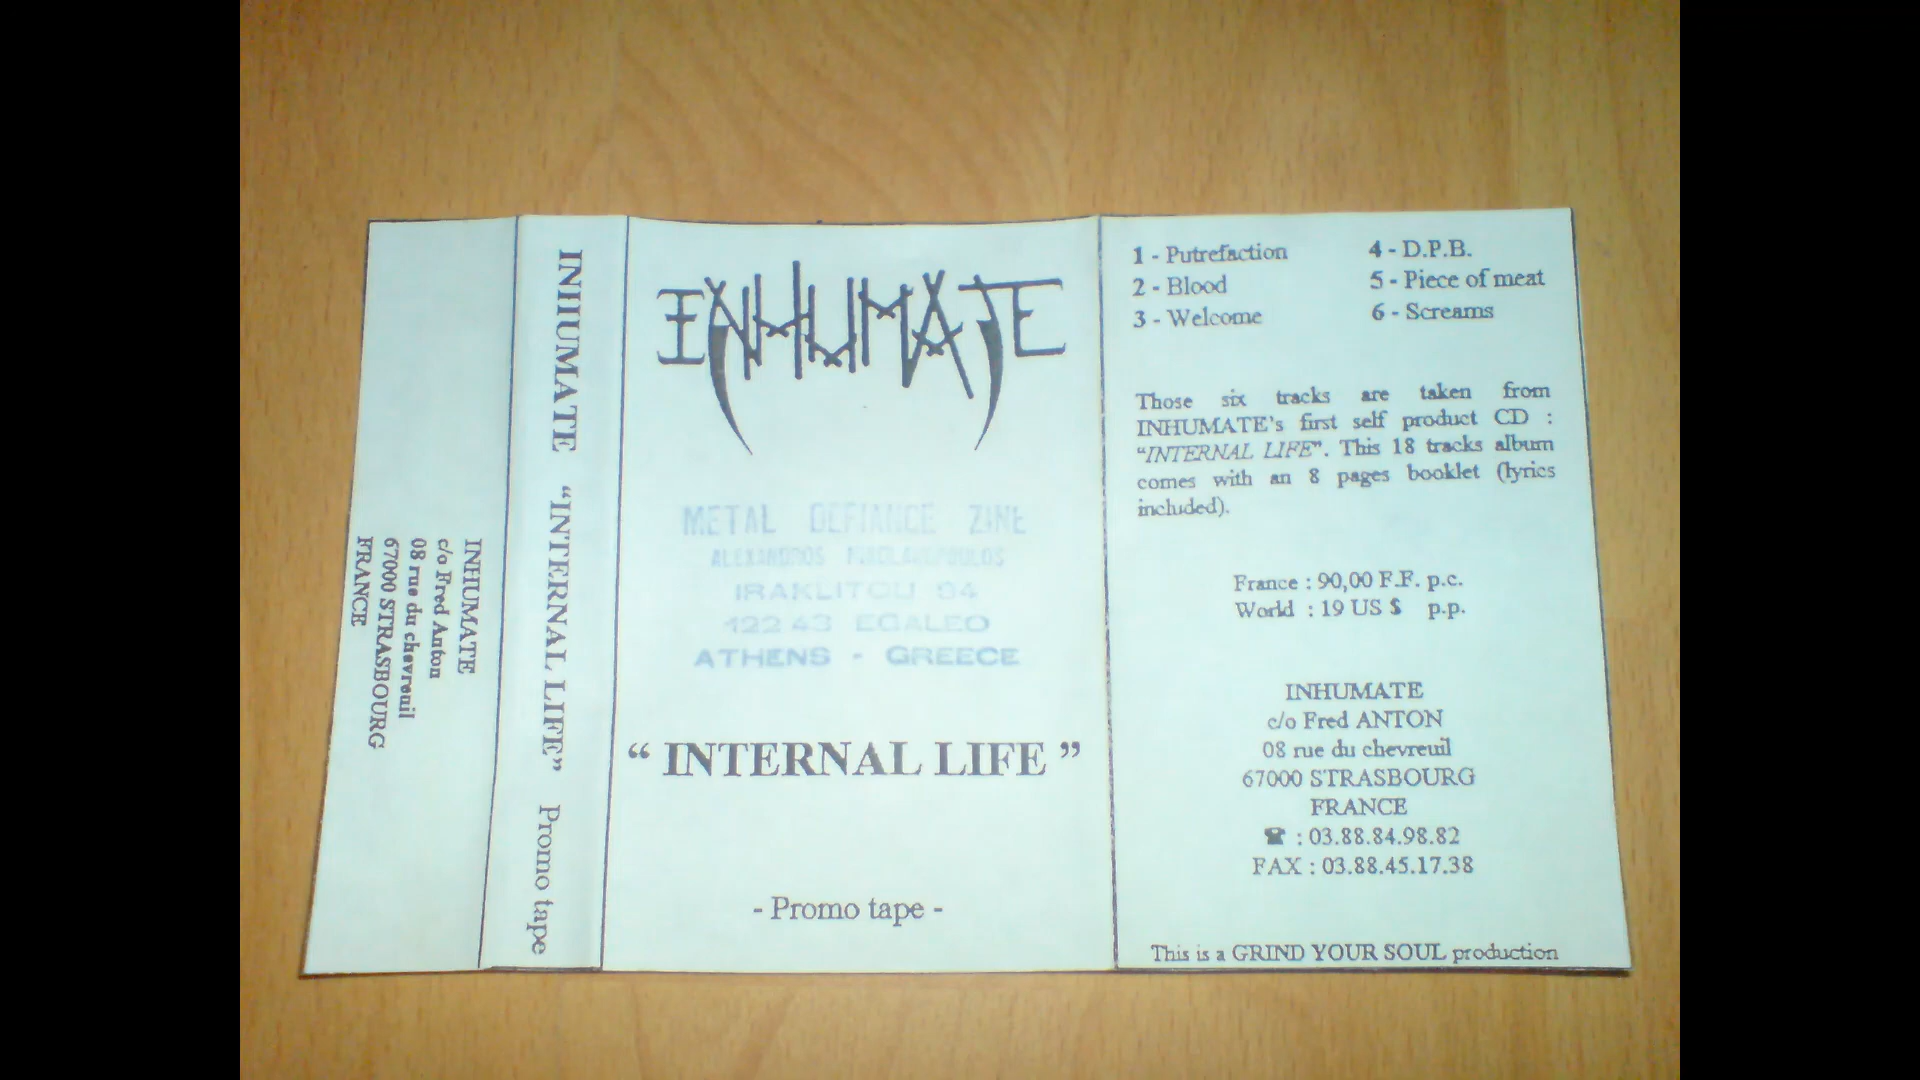 INHUMATE
c/o Fred Anton
08 rue du chevreuil
67000 STRASBOURG
FRANCE
INHUMATE "INTERNAL LIFE" Promo tape
INHUMATE
METAL DEFIANCE ZINE
ALEXANDROS
IRAKLITOU 94
122 43 EGALEO
ATHENS - GREECE
" INTERNAL LIFE "
- Promo tape -
1 - Putrefaction
2 - Blood
3 - Welcome
4 - D.P.B.
5 - Piece of meat
6 - Screams
Those six tracks are taken from
INHUMATE's first self product CD :
"INTERNAL LIFE". This 18 tracks album
comes with an 8 pages booklet (lyrics
included).
France : 90,00 F.F. p.c.
World : 19 US $ p.p.
INHUMATE
c/o Fred ANTON
08 rue du chevreuil
67000 STRASBOURG
FRANCE
☎ : 03.88.84.98.82
FAX : 03.88.45.17.38
This is a GRIND YOUR SOUL production